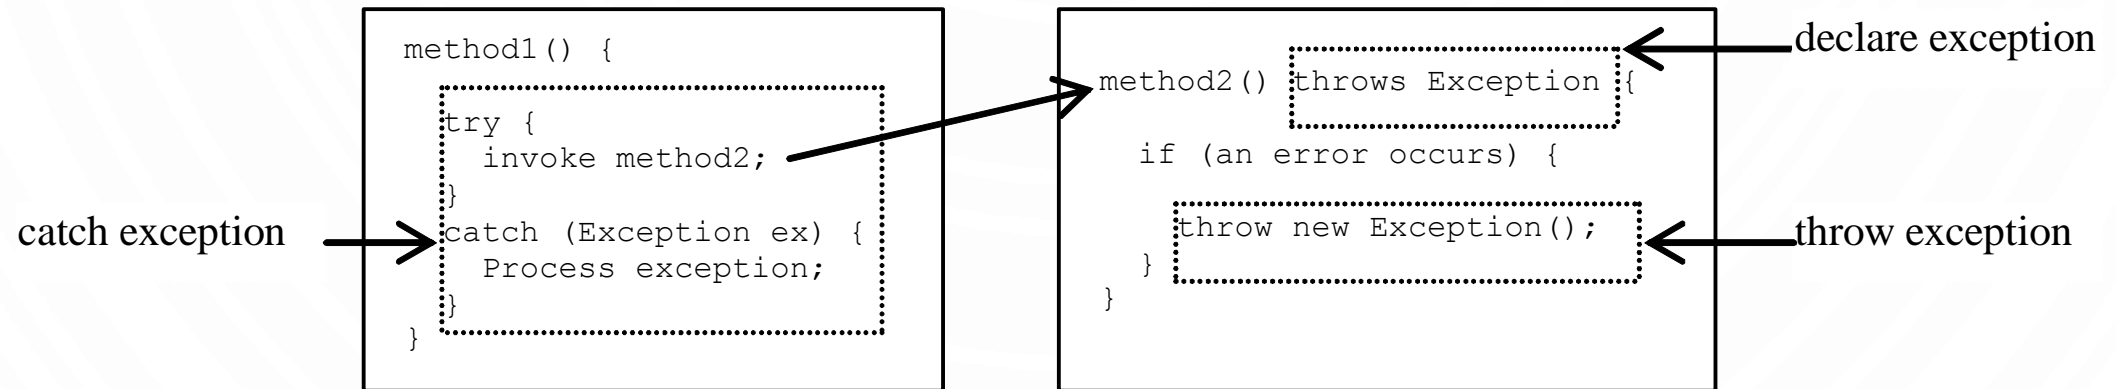 catch exception
method1() {
try {
invoke method2;
}
catch (Exception ex) {
Process exception;
}
}
method2() throws Exception {
if (an error occurs) {
throw new Exception();
}
}
declare exception
throw exception